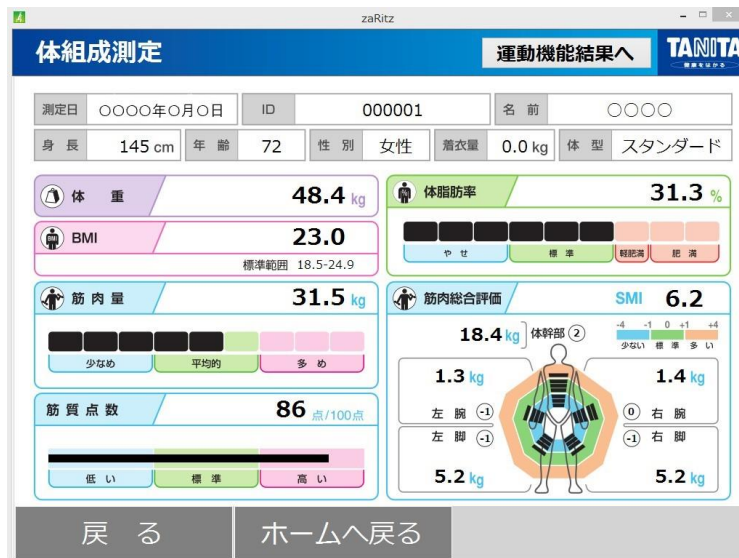 zaRitz
体組成測定
運動機能結果へ
TANITA
健康をはかる
測定日 ○○○○年○月○日 ID 000001 名 前 ○○○○
身 長 145 cm 年 齢 72 性 別 女性 着衣量 0.0 kg 体 型 スタンダード
体 重 48.4 kg
体脂肪率 31.3 %
やせ 標 準 軽肥満 肥 満
BMI BMI 23.0
標準範囲 18.5-24.9
筋 肉 量 31.5 kg
少なめ 平均的 多 め
筋肉総合評価 SMI 6.2
18.4 kg 体幹部 2
-4 -1 0 +1 +4
少ない 標 準 多 い
1.3 kg 1.4 kg
左 腕 -1 0 右 腕
左 脚 -1 -1 右 脚
5.2 kg 5.2 kg
筋 質 点 数 86 点/100点
低 い 標 準 高 い
戻 る ホームへ戻る